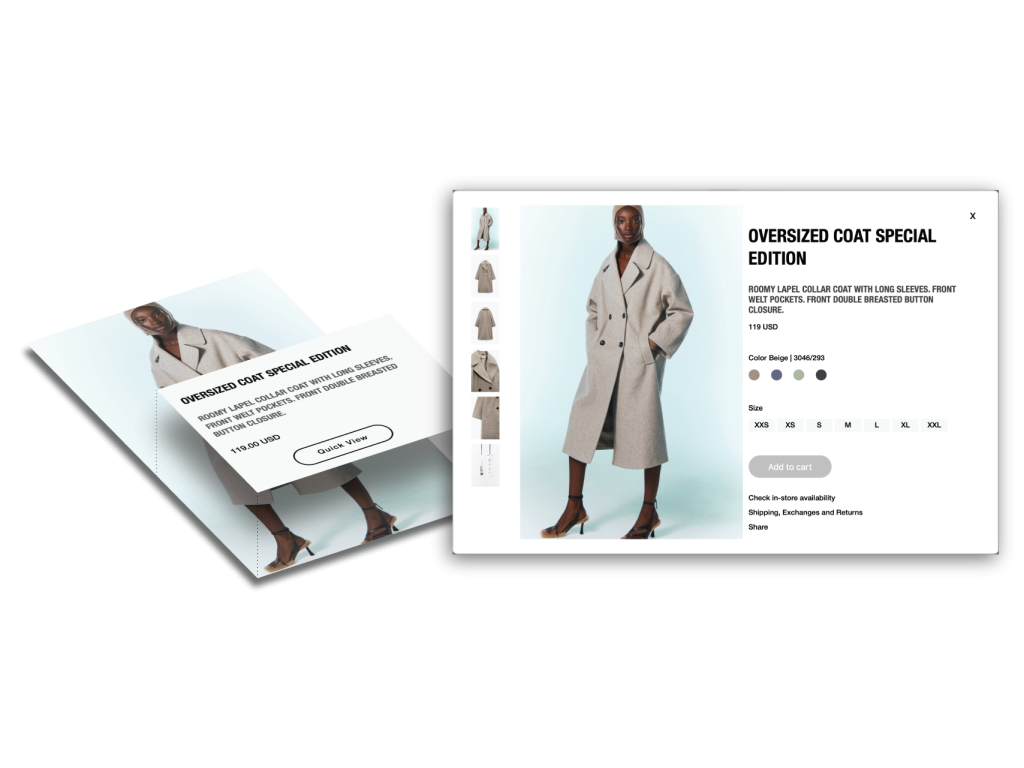 OVERSIZED COAT SPECIAL EDITION
ROOMY LAPEL COLLAR COAT WITH LONG SLEEVES.
FRONT WELT POCKETS. FRONT DOUBLE BREASTED
BUTTON CLOSURE.
119.00 USD
Quick View
X
OVERSIZED COAT SPECIAL
EDITION
ROOMY LAPEL COLLAR COAT WITH LONG SLEEVES. FRONT
WELT POCKETS. FRONT DOUBLE BREASTED BUTTON
CLOSURE.
119 USD
Color Beige | 3046/293
Size
XXS XS S M L XL XXL
Add to cart
Check in-store availability
Shipping, Exchanges and Returns
Share